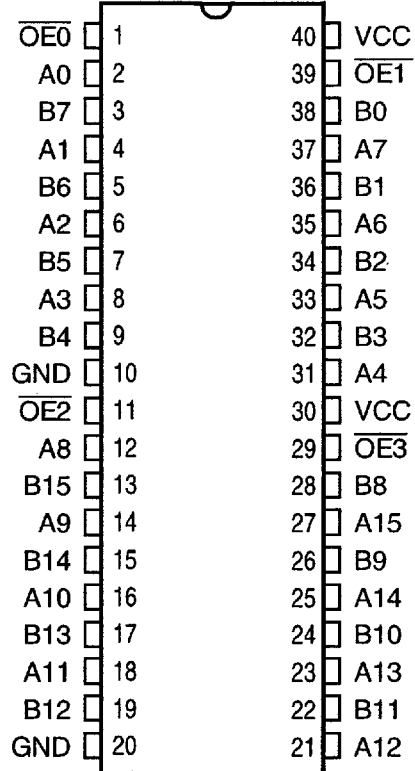 OE0 1 40 VCC
A0 2 39 OE1
B7 3 38 B0
A1 4 37 A7
B6 5 36 B1
A2 6 35 A6
B5 7 34 B2
A3 8 33 A5
B4 9 32 B3
GND 10 31 A4
OE2 11 30 VCC
A8 12 29 OE3
B15 13 28 B8
A9 14 27 A15
B14 15 26 B9
A10 16 25 A14
B13 17 24 B10
A11 18 23 A13
B12 19 22 B11
GND 20 21 A12